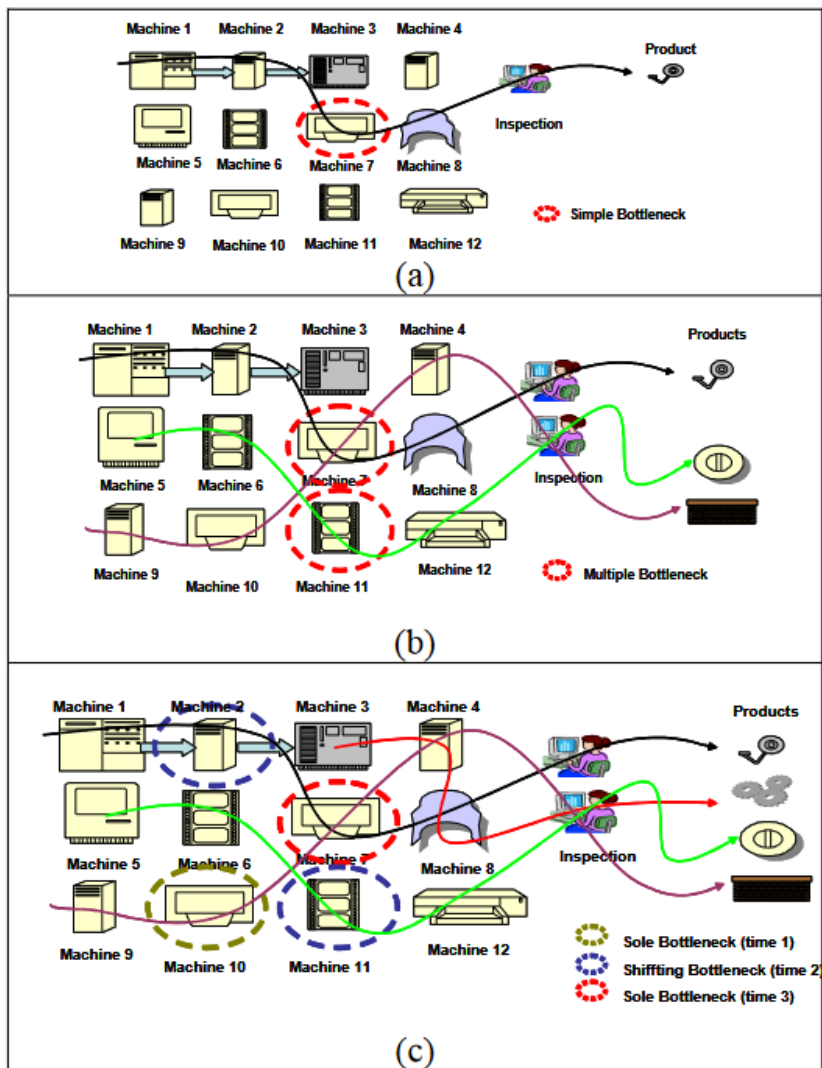 Machine 1 Machine 2 Machine 3 Machine 4
Product
Inspection
Machine 5 Machine 6 Machine 7 Machine 8
Simple Bottleneck
Machine 9 Machine 10 Machine 11 Machine 12
(a)
Machine 1 Machine 2 Machine 3 Machine 4
Products
Machine 5 Machine 6 Machine 7 Machine 8
Inspection
Machine 9 Machine 10 Machine 11 Machine 12
Multiple Bottleneck
(b)
Machine 1 Machine 2 Machine 3 Machine 4
Products
Machine 5 Machine 6 Machine 7 Machine 8
Inspection
Machine 9 Machine 10 Machine 11 Machine 12
Sole Bottleneck (time 1)
Shiffting Bottleneck (time 2)
Sole Bottleneck (time 3)
(c)